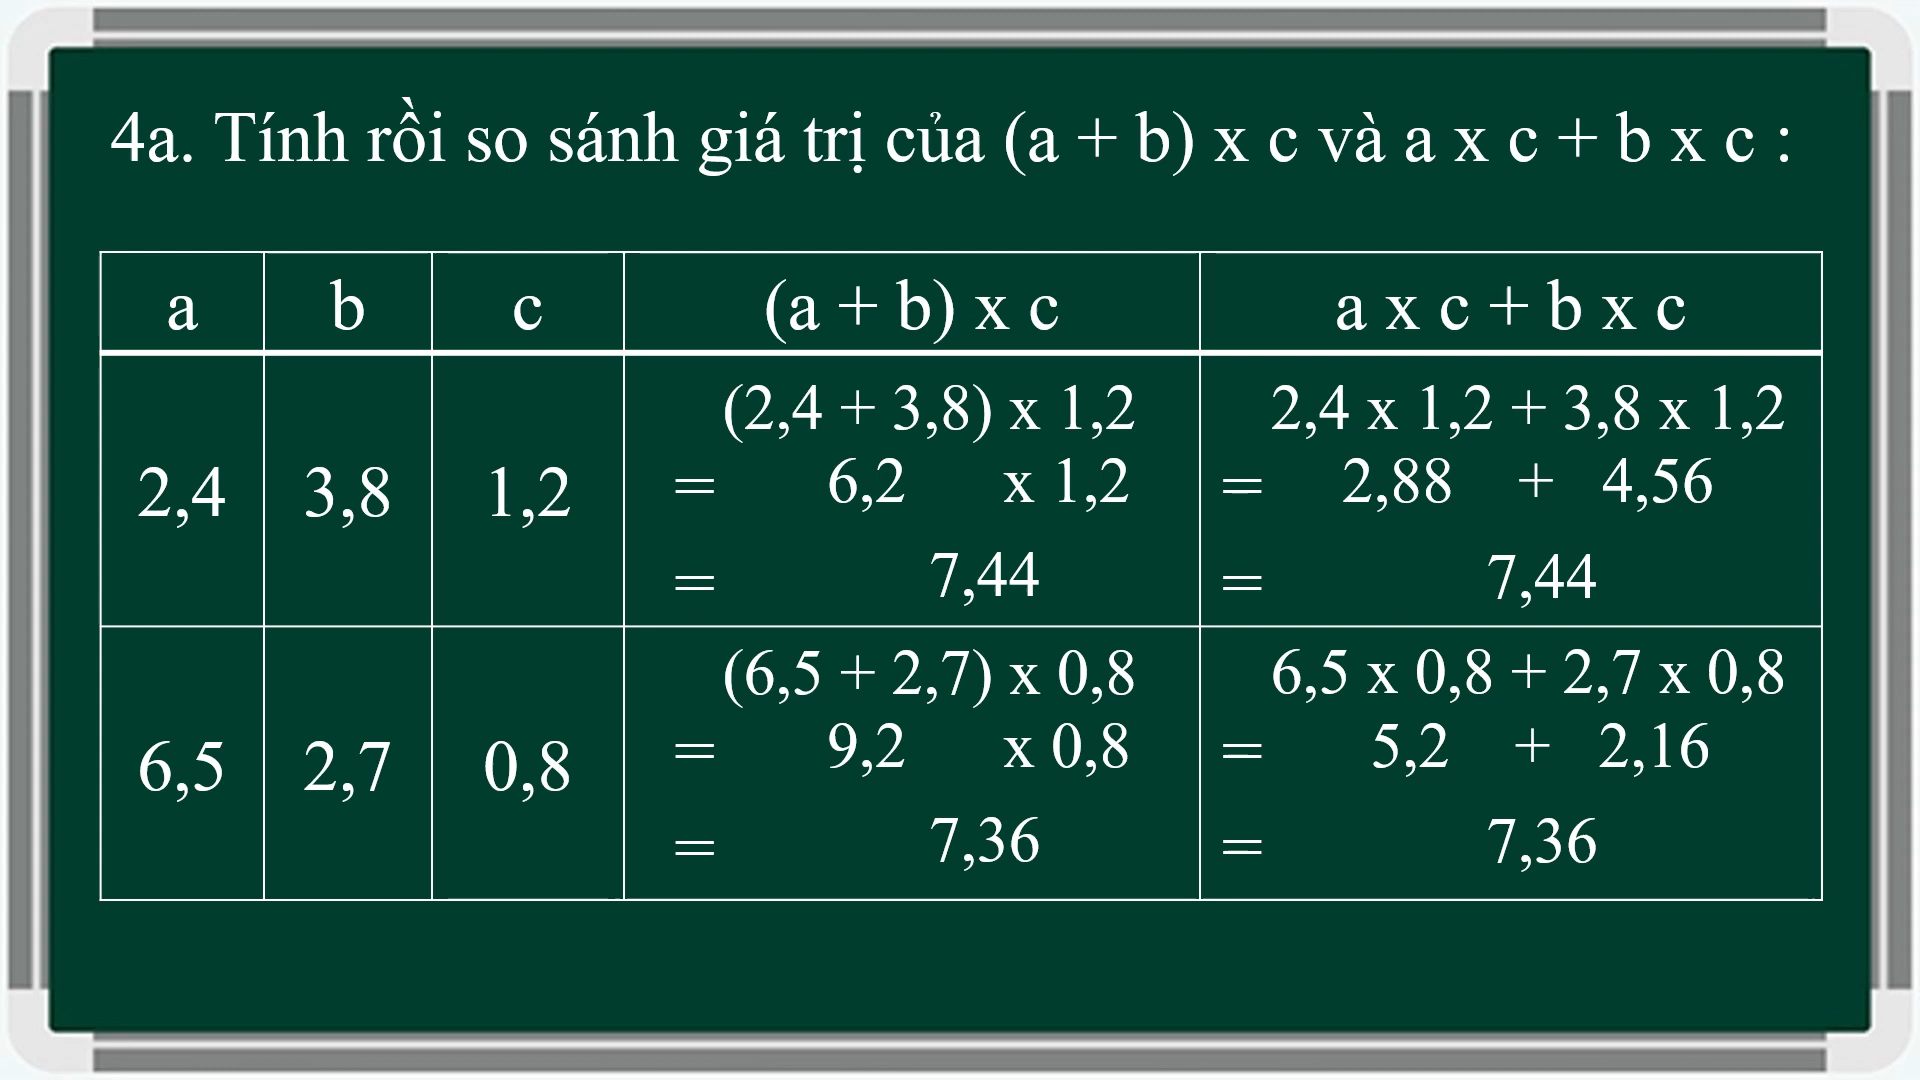 4a. Tính rồi so sánh giá trị của (a + b) x c và a x c + b x c :
a b c (a + b) x c a x c + b x c
2,4 3,8 1,2
(2,4 + 3,8) x 1,2
= 6,2 x 1,2
= 7,44
2,4 x 1,2 + 3,8 x 1,2
= 2,88 + 4,56
= 7,44
6,5 2,7 0,8
(6,5 + 2,7) x 0,8
= 9,2 x 0,8
= 7,36
6,5 x 0,8 + 2,7 x 0,8
= 5,2 + 2,16
= 7,36